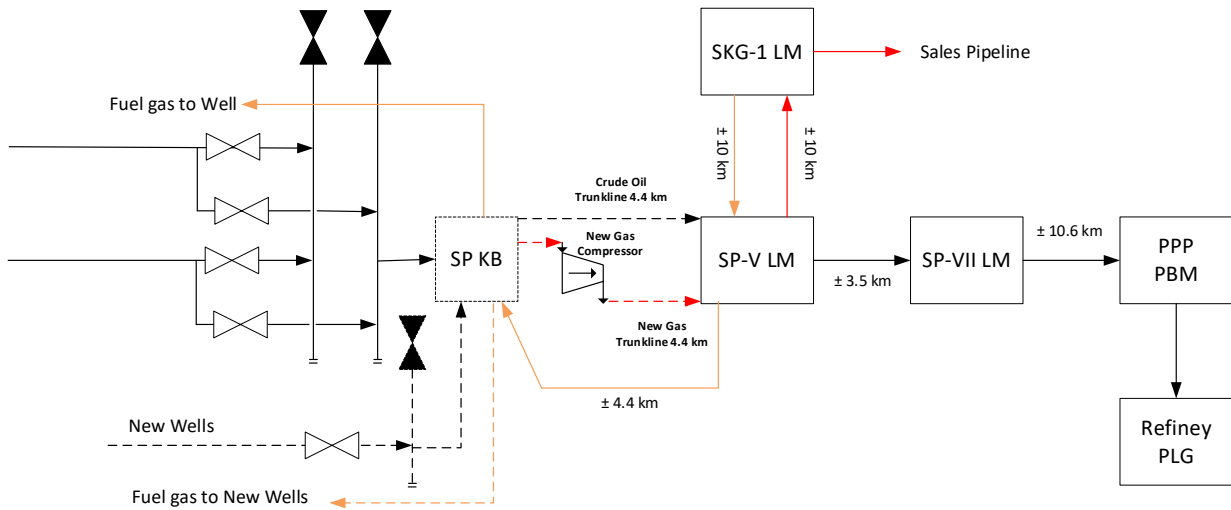 SKG-1 LM
Sales Pipeline
Fuel gas to Well
± 10 km
± 10 km
Crude Oil
Trunkline 4.4 km
New Gas
Compressor
SP KB
SP-V LM
± 3.5 km
SP-VII LM
± 10.6 km
PPP
PBM
New Gas
Trunkline 4.4 km
± 4.4 km
New Wells
Refiney
PLG
Fuel gas to New Wells